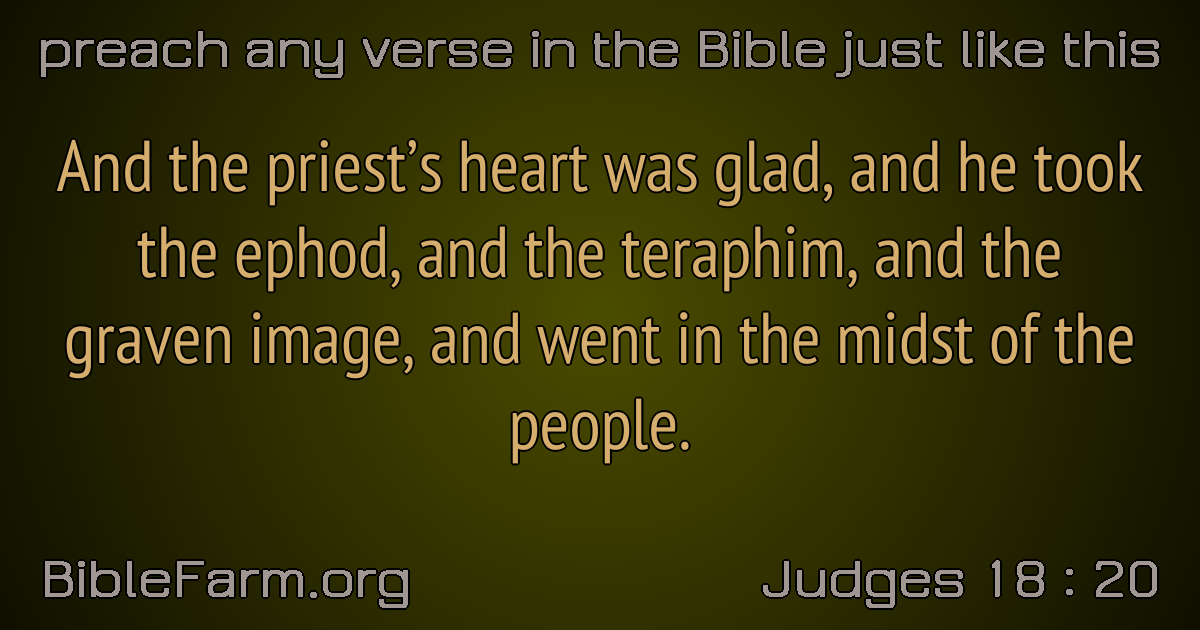 preach any verse in the Bible just like this
And the priest’s heart was glad, and he took
the ephod, and the teraphim, and the
graven image, and went in the midst of the
people.
BibleFarm.org
Judges 18 : 20